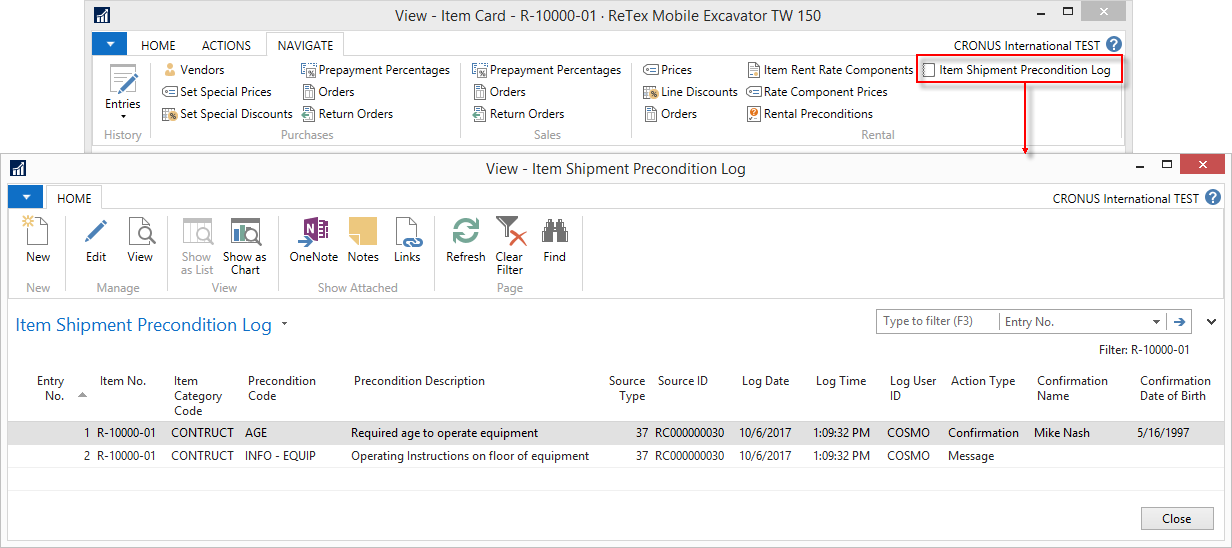 View - Item Card - R-10000-01 · ReTex Mobile Excavator TW 150
HOME ACTIONS NAVIGATE CRONUS International TEST ?
Entries
History
Vendors
Set Special Prices
Set Special Discounts
Prepayment Percentages
Orders
Return Orders
Purchases
Prepayment Percentages
Orders
Return Orders
Sales
Prices
Line Discounts
Orders
Item Rent Rate Components
Rate Component Prices
Rental Preconditions
Item Shipment Precondition Log
Rental
View - Item Shipment Precondition Log
HOME CRONUS International TEST ?
New
New
Edit
View
Manage
Show
as List
Show as
Chart
View
OneNote
Notes
Links
Show Attached
Refresh
Clear
Filter
Find
Page
Item Shipment Precondition Log
Type to filter (F3) Entry No.
Filter: R-10000-01
Entry
No.
Item No.
Item
Category
Code
Precondition
Code
Precondition Description
Source
Type
Source ID
Log Date
Log Time
Log User
ID
Action Type
Confirmation
Name
Confirmation
Date of Birth
1 R-10000-01 CONTRUCT AGE Required age to operate equipment 37 RC000000030 10/6/2017 1:09:32 PM COSMO Confirmation Mike Nash 5/16/1997
2 R-10000-01 CONTRUCT INFO - EQUIP Operating Instructions on floor of equipment 37 RC000000030 10/6/2017 1:09:32 PM COSMO Message
Close